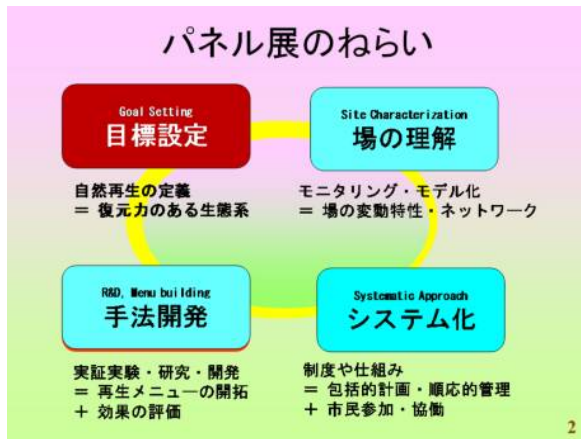 パネル展のねらい
Goal Setting
目標設定
Site Characterization
場の理解
自然再生の定義
＝ 復元力のある生態系
モニタリング・モデル化
＝ 場の変動特性・ネットワーク
R&D, Menu building
手法開発
Systematic Approach
システム化
実証実験・研究・開発
＝ 再生メニューの開拓
＋ 効果の評価
制度や仕組み
＝ 包括的計画・順応的管理
＋ 市民参加・協働
2